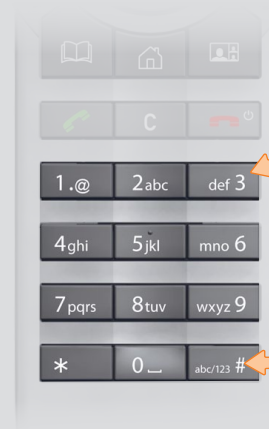 C
1.@ 2abc def 3
4ghi 5jkl mno 6
7pqrs 8tuv wxyz 9
* 0⎵ abc/123 #